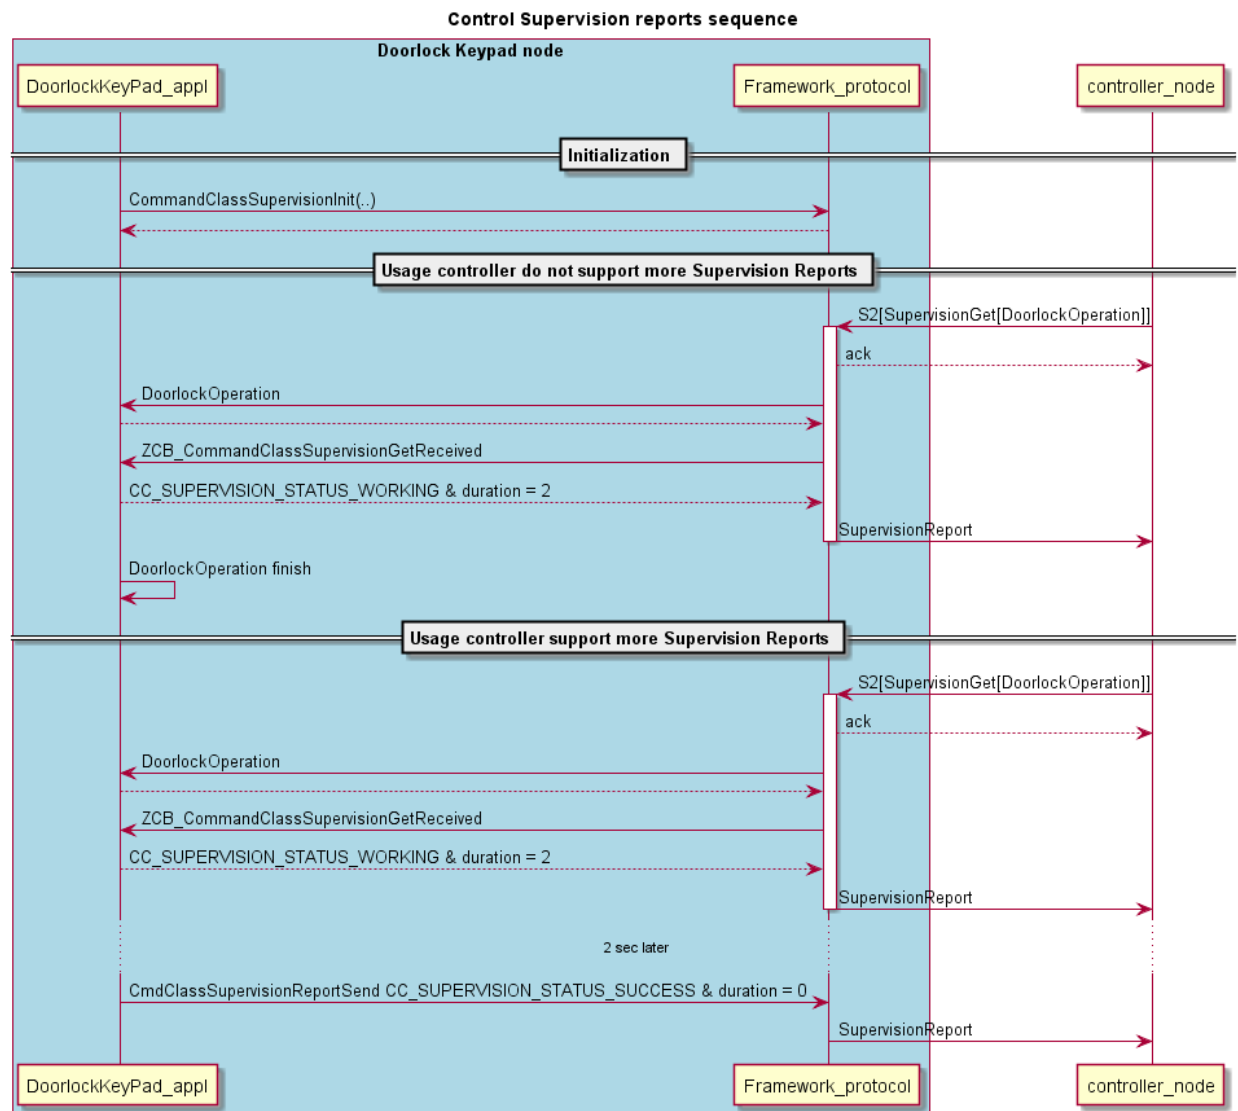 Control Supervision reports sequence
Doorlock Keypad node
DoorlockKeyPad_appl
Framework_protocol
controller_node
Initialization
CommandClassSupervisionInit(..)
Usage controller do not support more Supervision Reports
S2[SupervisionGet[DoorlockOperation]]
ack
DoorlockOperation
ZCB_CommandClassSupervisionGetReceived
CC_SUPERVISION_STATUS_WORKING & duration = 2
SupervisionReport
DoorlockOperation finish
Usage controller support more Supervision Reports
S2[SupervisionGet[DoorlockOperation]]
ack
DoorlockOperation
ZCB_CommandClassSupervisionGetReceived
CC_SUPERVISION_STATUS_WORKING & duration = 2
SupervisionReport
2 sec later
CmdClassSupervisionReportSend CC_SUPERVISION_STATUS_SUCCESS & duration = 0
SupervisionReport
DoorlockKeyPad_appl
Framework_protocol
controller_node